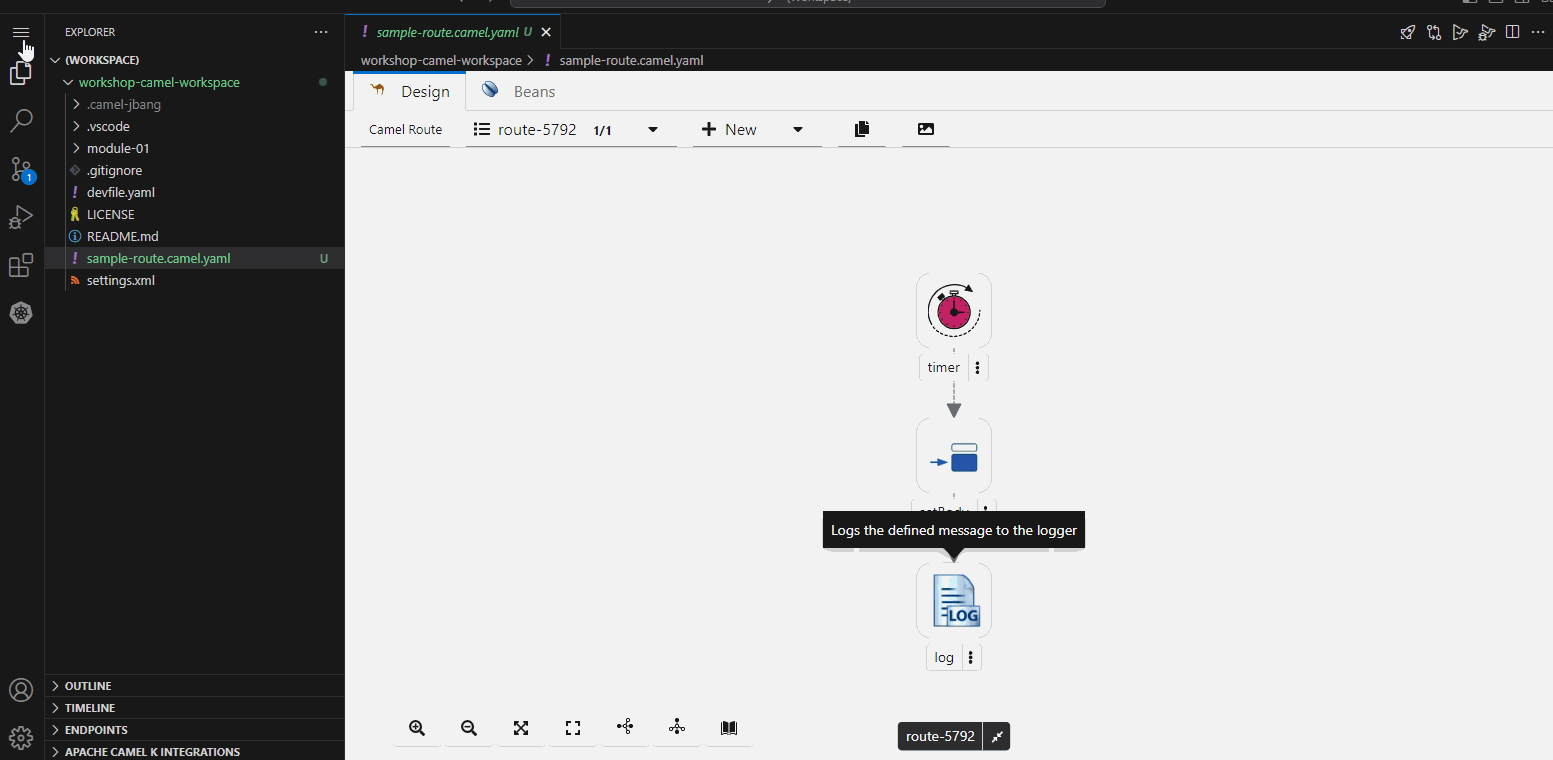 EXPLORER
(WORKSPACE)
workshop-camel-workspace
.camel-jbang
.vscode
module-01
.gitignore
devfile.yaml
LICENSE
README.md
sample-route.camel.yaml U
settings.xml
OUTLINE
TIMELINE
ENDPOINTS
APACHE CAMEL K INTEGRATIONS
1
! sample-route.camel.yaml U
workshop-camel-workspace > ! sample-route.camel.yaml
Design Beans
Camel Route route-5792 1/1 New
timer
setBody
Logs the defined message to the logger
LOG
log
route-5792